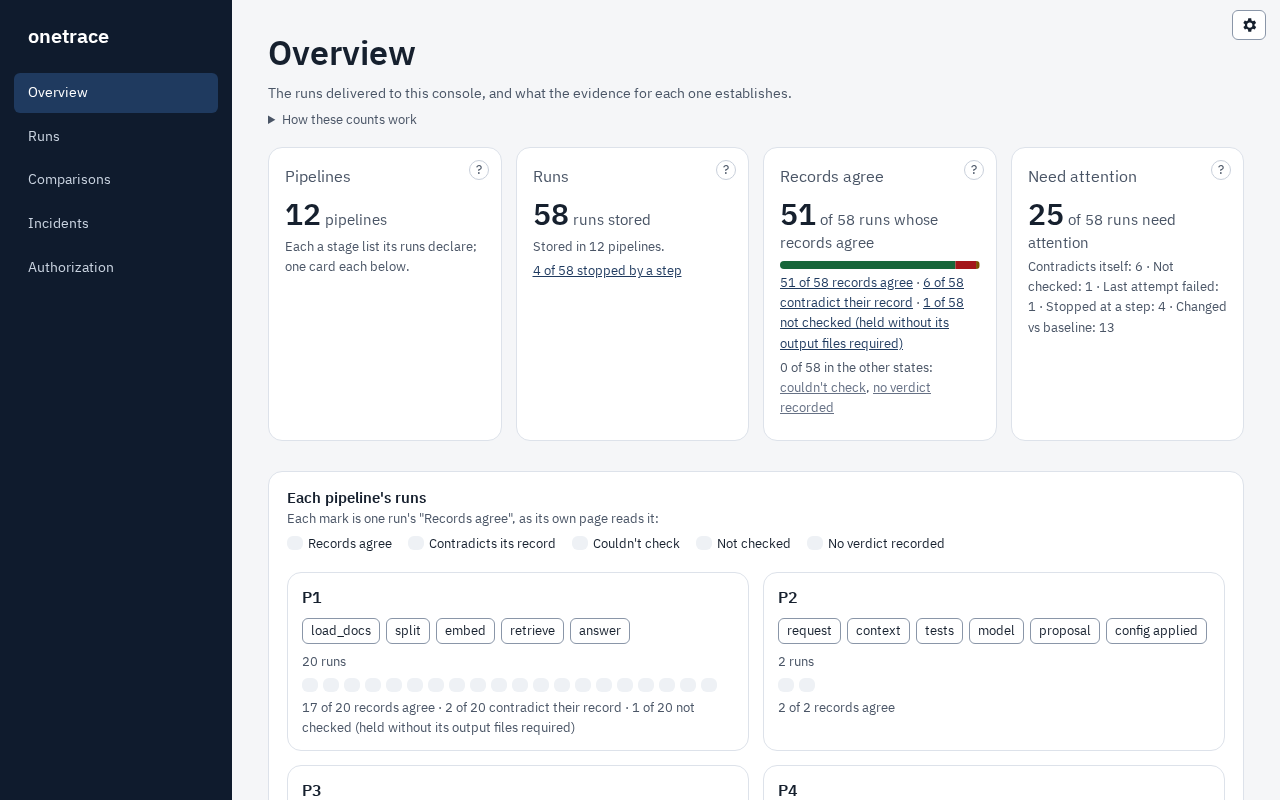 onetrace
Overview
Runs
Comparisons
Incidents
Authorization
Overview
The runs delivered to this console, and what the evidence for each one establishes.
How these counts work
Pipelines
?
12 pipelines
Each a stage list its runs declare;
one card each below.
Runs
?
58 runs stored
Stored in 12 pipelines.
4 of 58 stopped by a step
Records agree
?
51 of 58 runs whose
records agree
51 of 58 records agree · 6 of 58
contradict their record · 1 of 58
not checked (held without its
output files required)
0 of 58 in the other states:
couldn't check, no verdict
recorded
Need attention
?
25 of 58 runs need
attention
Contradicts itself: 6 · Not
checked: 1 · Last attempt failed:
1 · Stopped at a step: 4 · Changed
vs baseline: 13
Each pipeline's runs
Each mark is one run's "Records agree", as its own page reads it:
Records agree Contradicts its record Couldn't check Not checked No verdict recorded
P1
load_docs split embed retrieve answer
20 runs
17 of 20 records agree · 2 of 20 contradict their record · 1 of 20 not
checked (held without its output files required)
P2
request context tests model proposal config applied
2 runs
2 of 2 records agree
P3
P4